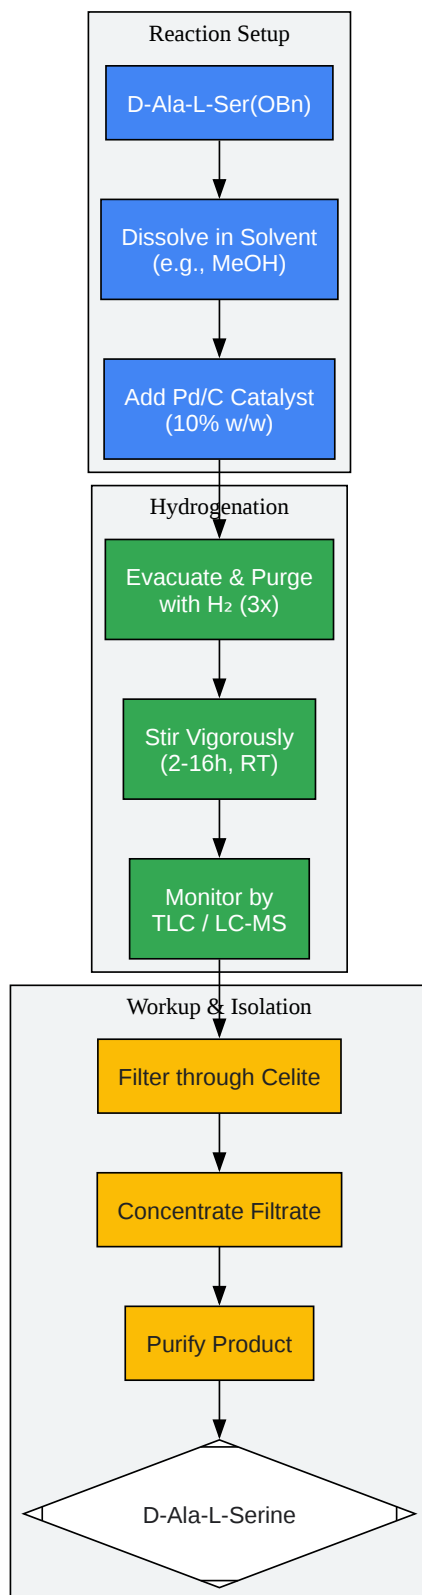 Reaction Setup
D-Ala-L-Ser(OBn)
Dissolve in Solvent
(e.g., MeOH)
Add Pd/C Catalyst
(10% w/w)
Hydrogenation
Evacuate & Purge
with H₂ (3x)
Stir Vigorously
(2-16h, RT)
Monitor by
TLC / LC-MS
Workup & Isolation
Filter through Celite
Concentrate Filtrate
Purify Product
D-Ala-L-Serine